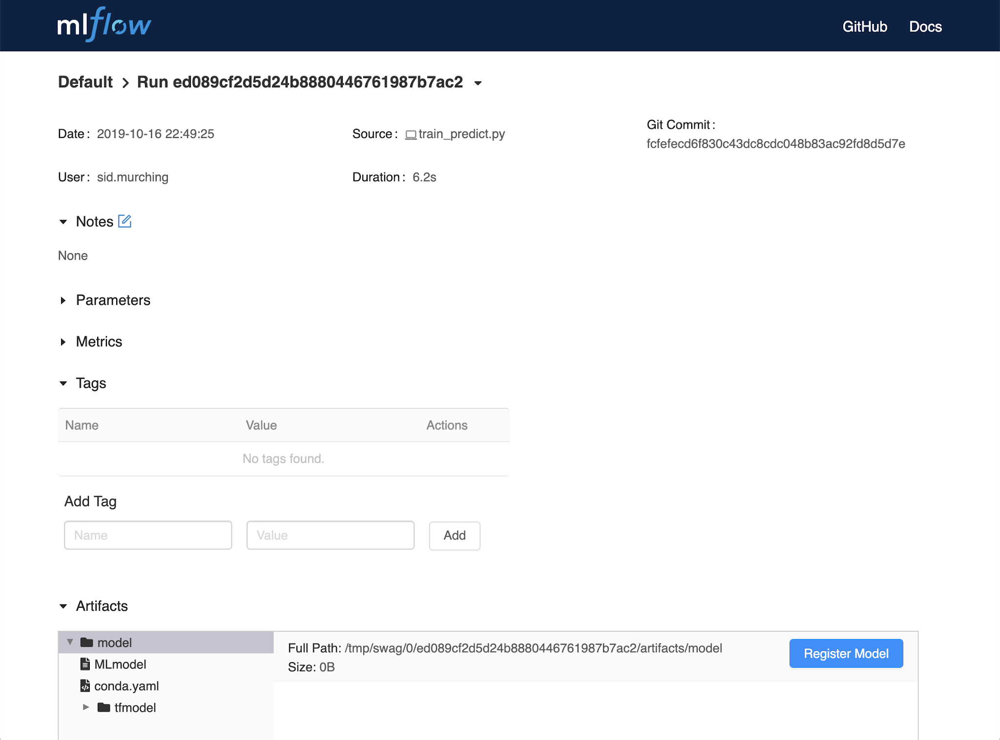 mlflow
GitHub Docs
Default > Run ed089cf2d5d24b8880446761987b7ac2
Date: 2019-10-16 22:49:25
Source: train_predict.py
Git Commit:
fcfefecd6f830c43dc8cdc048b83ac92fd8d5d7e
User: sid.murching
Duration: 6.2s
Notes
None
Parameters
Metrics
Tags
Name Value Actions
No tags found.
Add Tag
Name Value Add
Artifacts
model
MLmodel
conda.yaml
tfmodel
Full Path: /tmp/swag/0/ed089cf2d5d24b8880446761987b7ac2/artifacts/model
Size: 0B
Register Model